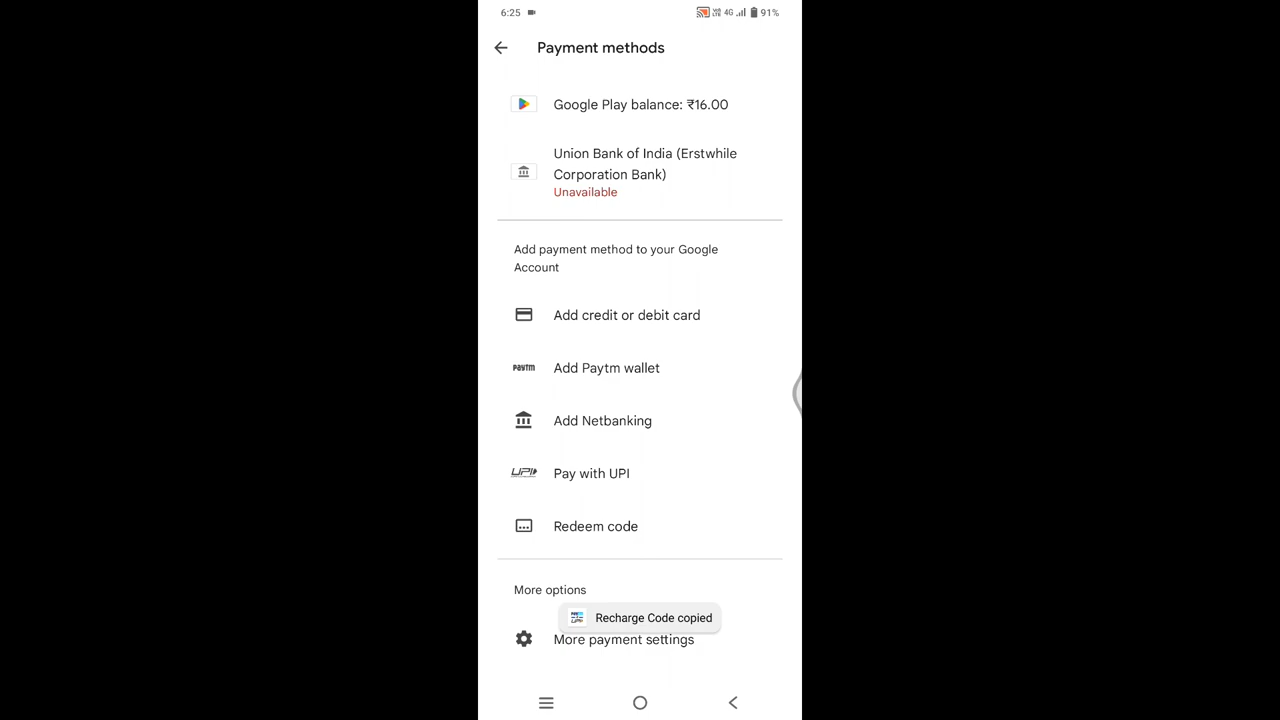 6:25 4G 91%
Payment methods
Google Play balance: ₹16.00
Union Bank of India (Erstwhile
Corporation Bank)
Unavailable
Add payment method to your Google
Account
Add credit or debit card
paytm Add Paytm wallet
Add Netbanking
UPI Pay with UPI
Redeem code
More options
Recharge Code copied
More payment settings